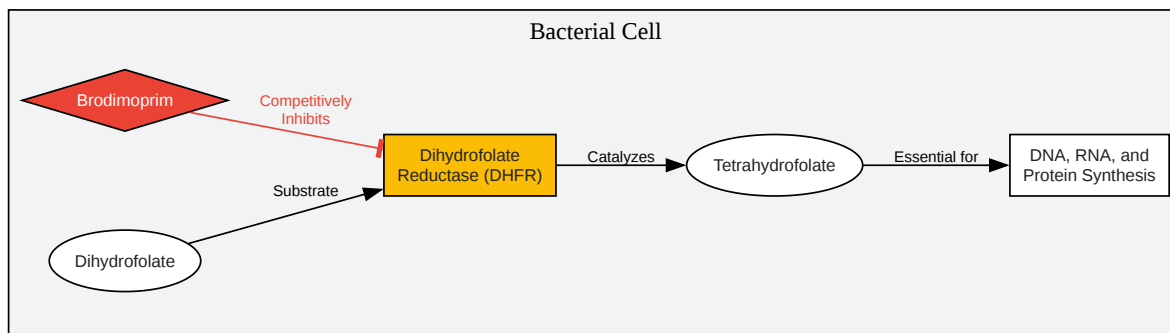 Bacterial Cell
Brodimoprim
Competitively
Inhibits
Dihydrofolate
Reductase (DHFR)
Catalyzes
Tetrahydrofolate
Essential for
DNA, RNA, and
Protein Synthesis
Substrate
Dihydrofolate